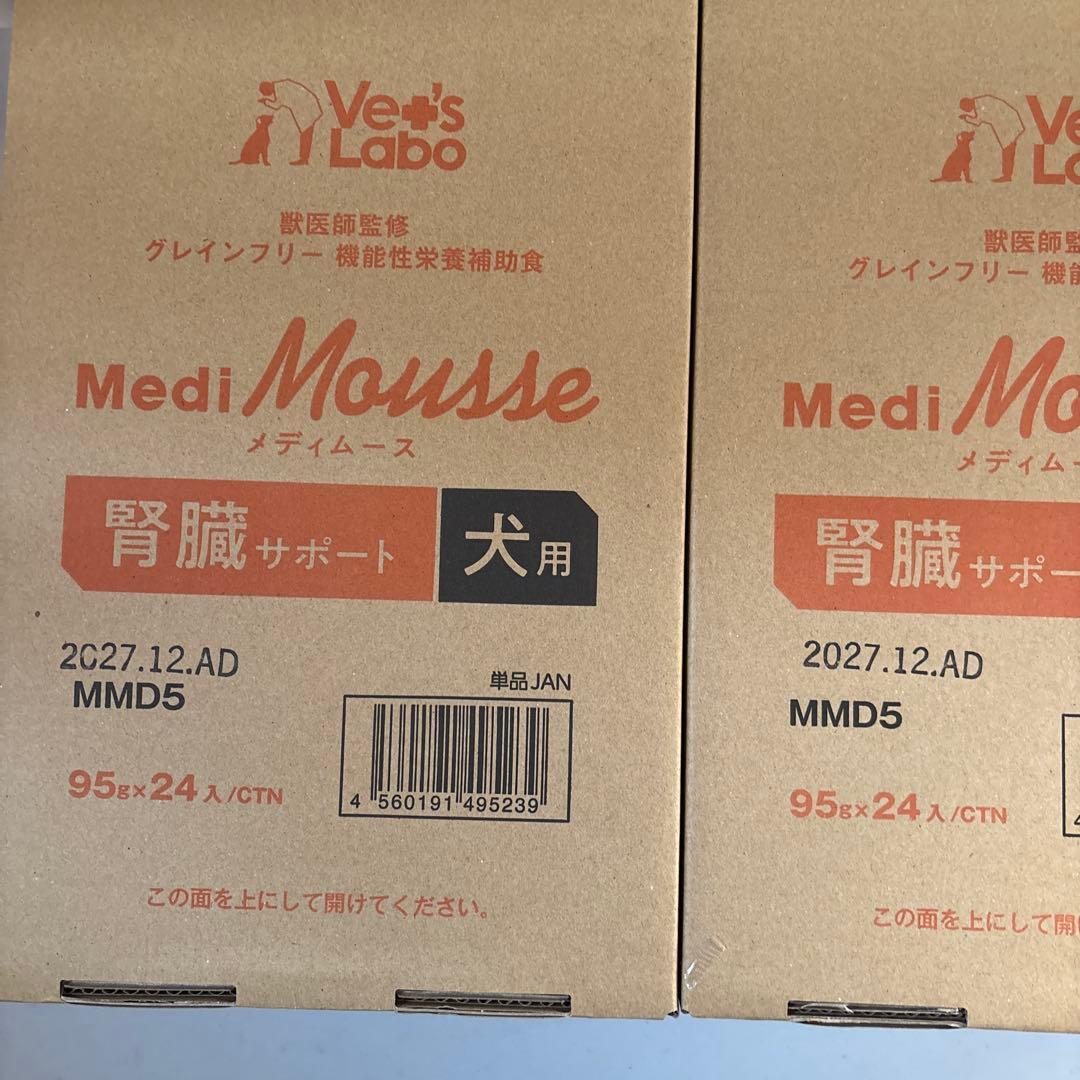 Vet's
Labo
獣医師監修
グレインフリー 機能性栄養補助食
Medi Mousse
メディムース
腎臓サポート 犬用
2027.12.AD
MMD5
単品JAN
95g×24入/CTN
4 560191 495239
この面を上にして開けてください。
Ve
La
獣医師監
グレインフリー 機能
Medi Mo
メディムー
腎臓サポー
2027.12.AD
MMD5
95g×24入/CTN
4
この面を上にして開け